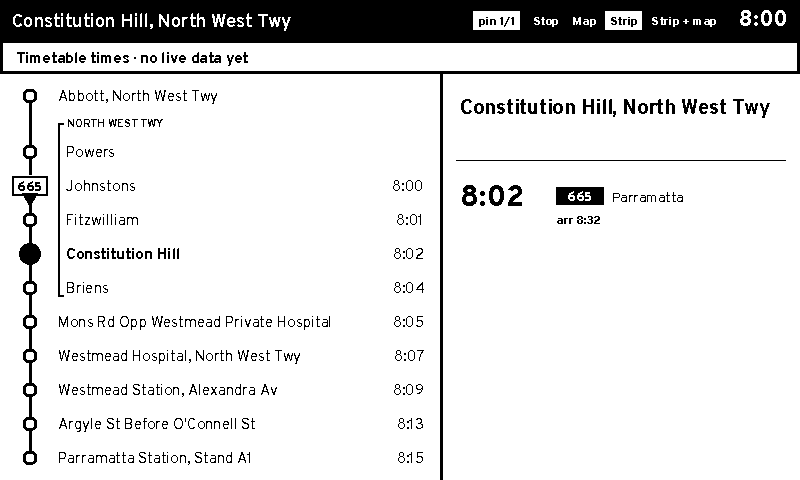 Constitution Hill, North West Twy
pin 1/1 Stop Map Strip Strip + map 8:00
Timetable times · no live data yet
Abbott, North West Twy
NORTH WEST TWY
Powers
665 Johnstons 8:00
Fitzwilliam 8:01
Constitution Hill 8:02
Briens 8:04
Mons Rd Opp Westmead Private Hospital 8:05
Westmead Hospital, North West Twy 8:07
Westmead Station, Alexandra Av 8:09
Argyle St Before O'Connell St 8:13
Parramatta Station, Stand A1 8:15
Constitution Hill, North West Twy
8:02 665 Parramatta
arr 8:32